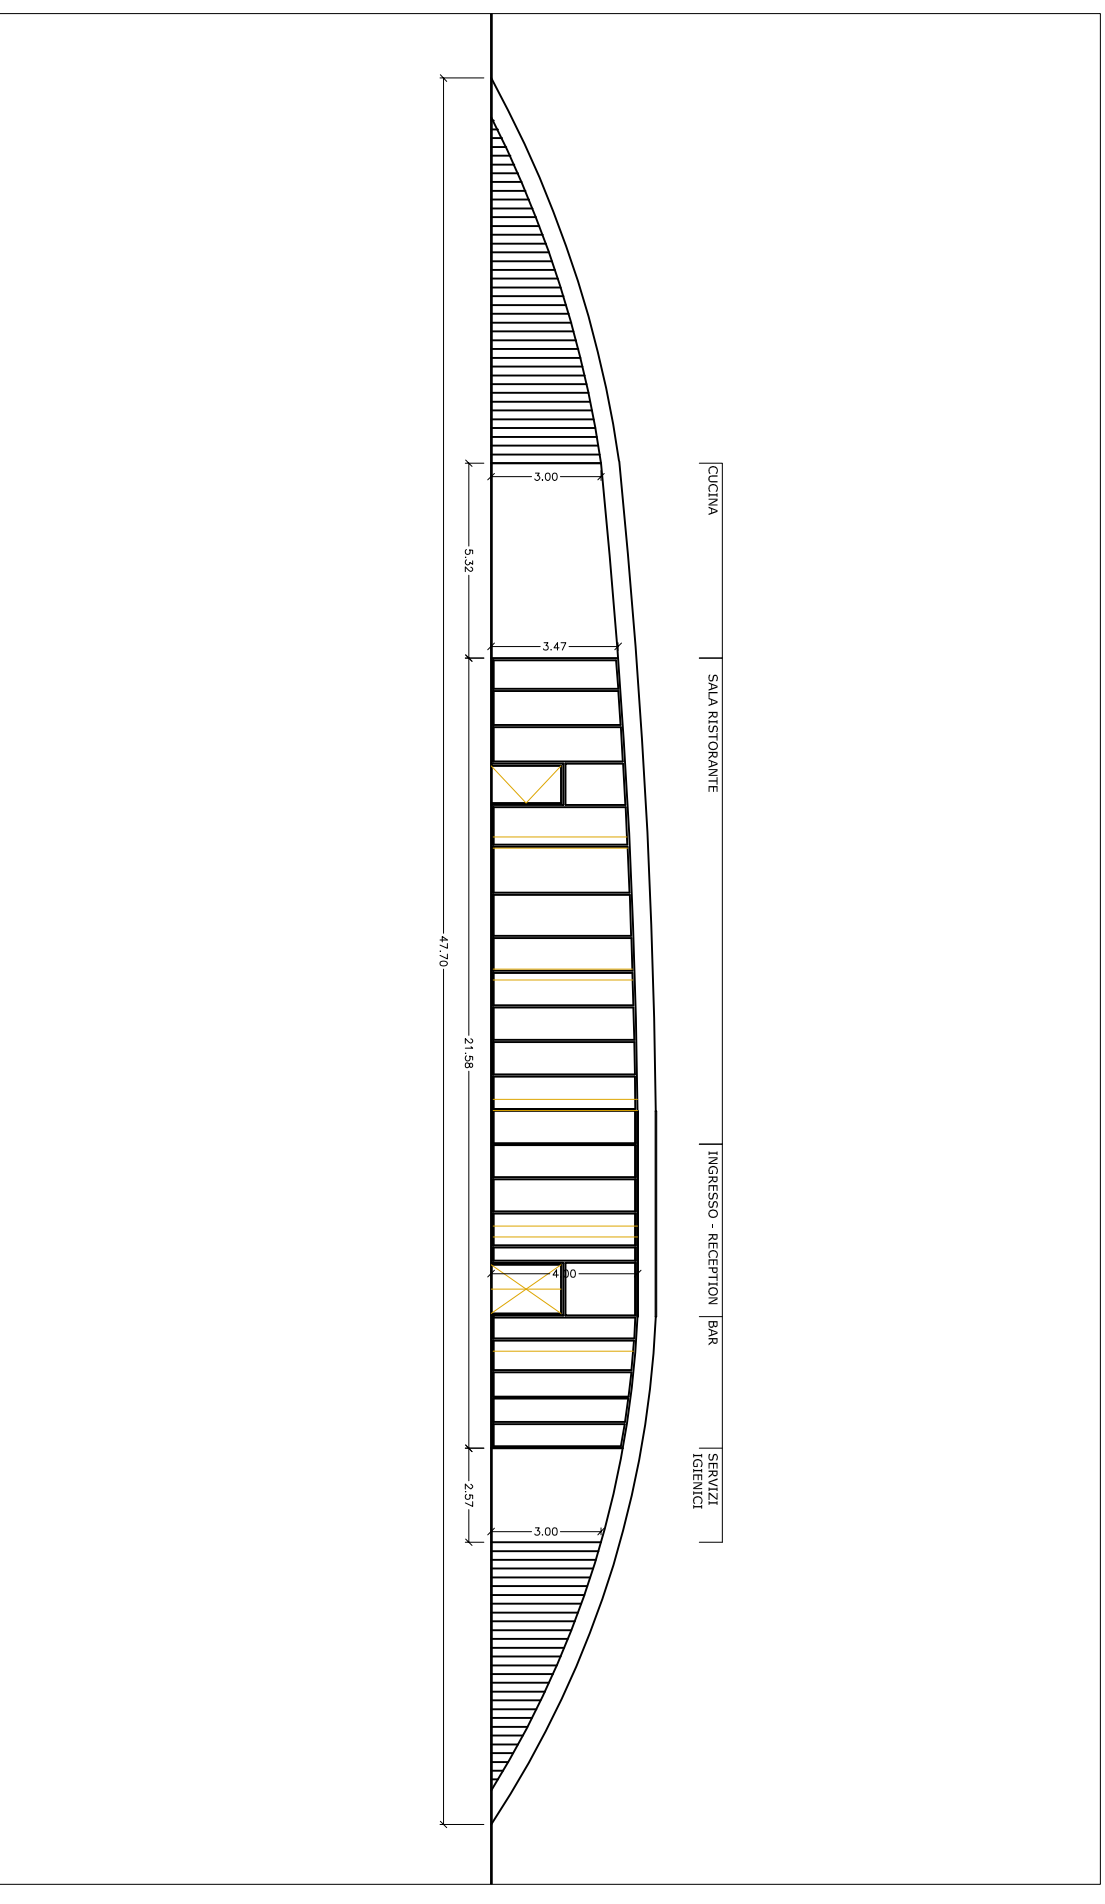 CUCINA
SALA RISTORANTE
INGRESSO - RECEPTION
BAR
SERVIZI
IGIENICI
3.00
3.47
4.00
3.00
5.32
21.58
2.57
47.70